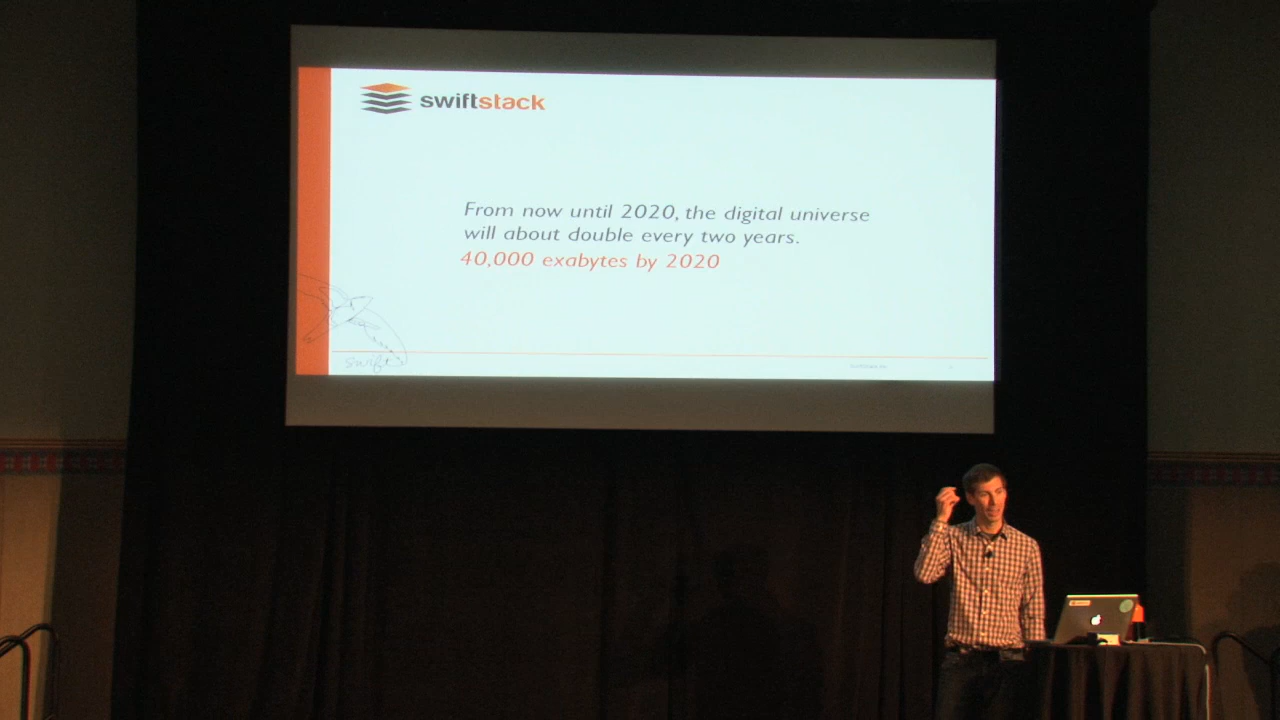 swiftstack
From now until 2020, the digital universe
will about double every two years.
40,000 exabytes by 2020
swift